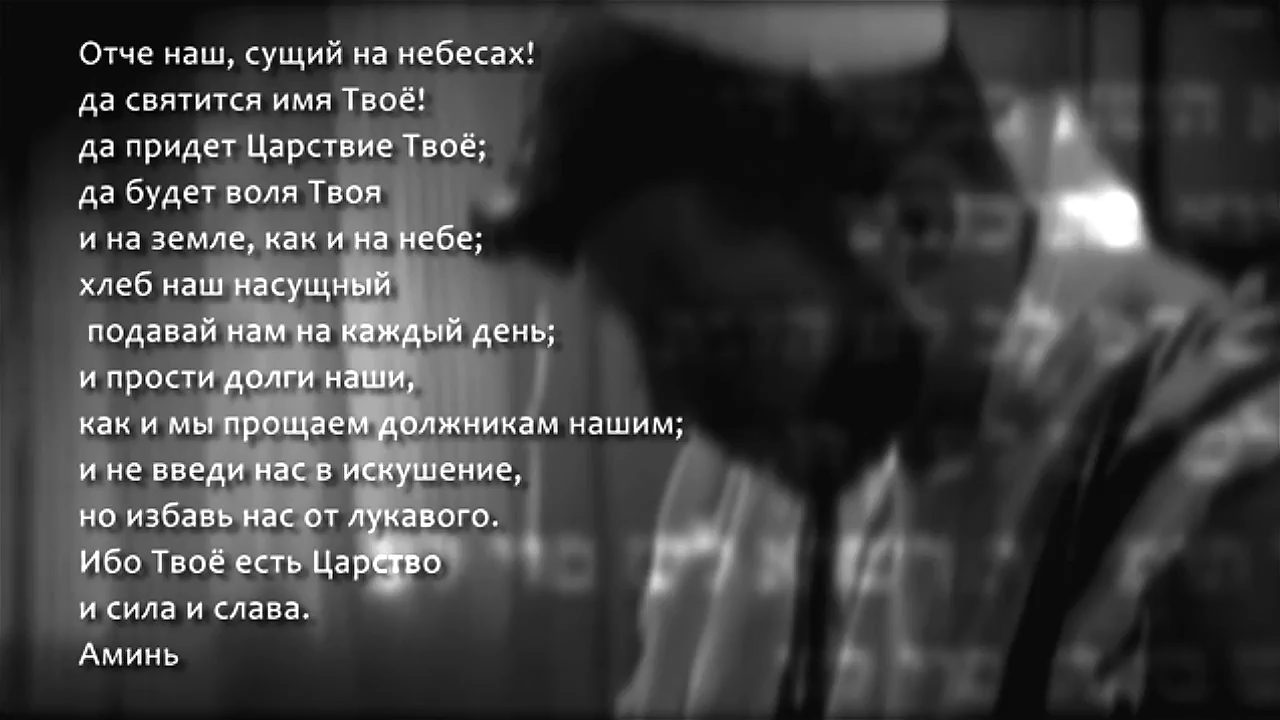 Отче наш, сущий на небесах!
да святится имя Твоё!
да придет Царствие Твоё;
да будет воля Твоя
и на земле, как и на небе;
хлеб наш насущный
подавай нам на каждый день;
и прости долги наши,
как и мы прощаем должникам нашим;
и не введи нас в искушение,
но избавь нас от лукавого.
Ибо Твоё есть Царство
и сила и слава.
Аминь